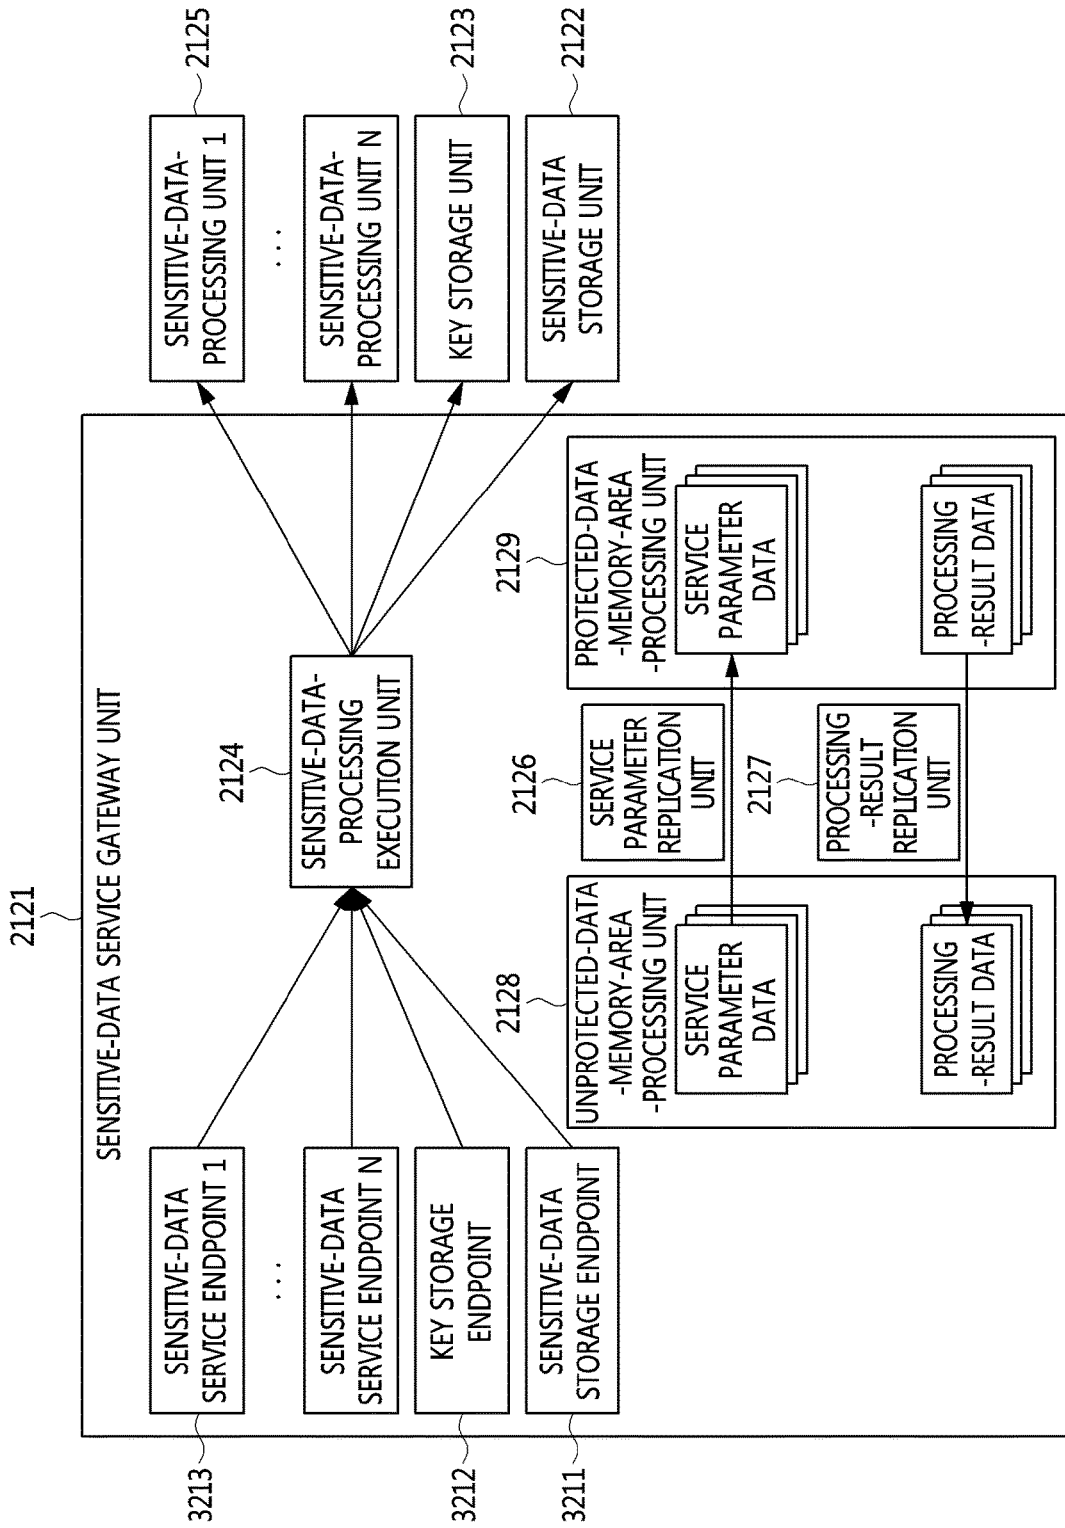 2121
SENSITIVE-DATA SERVICE GATEWAY UNIT
3213
SENSITIVE-DATA
SERVICE ENDPOINT 1
...
SENSITIVE-DATA
SERVICE ENDPOINT N
3212
KEY STORAGE
ENDPOINT
3211
SENSITIVE-DATA
STORAGE ENDPOINT
2124
SENSITIVE-DATA-
PROCESSING
EXECUTION UNIT
2125
SENSITIVE-DATA-
PROCESSING UNIT 1
...
SENSITIVE-DATA-
PROCESSING UNIT N
2123
KEY STORAGE UNIT
2122
SENSITIVE-DATA
STORAGE UNIT
2128
UNPROTECTED-DATA
-MEMORY-AREA
-PROCESSING UNIT
SERVICE
PARAMETER
DATA
PROCESSING
-RESULT DATA
2126
SERVICE
PARAMETER
REPLICATION
UNIT
2127
PROCESSING
-RESULT
REPLICATION
UNIT
2129
PROTECTED-DATA
-MEMORY-AREA
-PROCESSING UNIT
SERVICE
PARAMETER
DATA
PROCESSING
-RESULT DATA